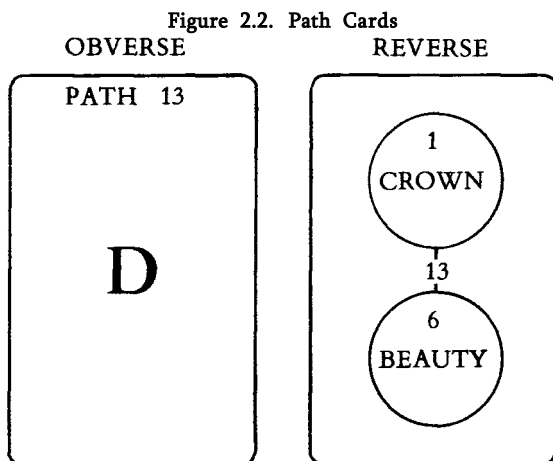 Figure 2.2. Path Cards
OBVERSE
REVERSE
PATH 13
D
1
CROWN
13
6
BEAUTY